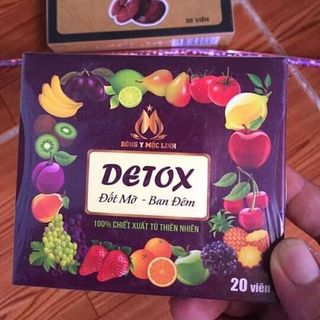 30 VIÊN
ĐÔNG Y MỘC LINH
DETOX
Đốt Mỡ - Ban Đêm
100% CHIẾT XUẤT TỪ THIÊN NHIÊN
20 viên